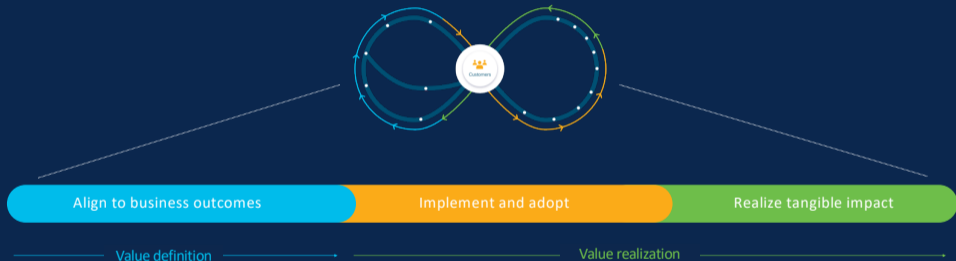 Customers
Align to business outcomes
Implement and adopt
Realize tangible impact
Value definition
Value realization